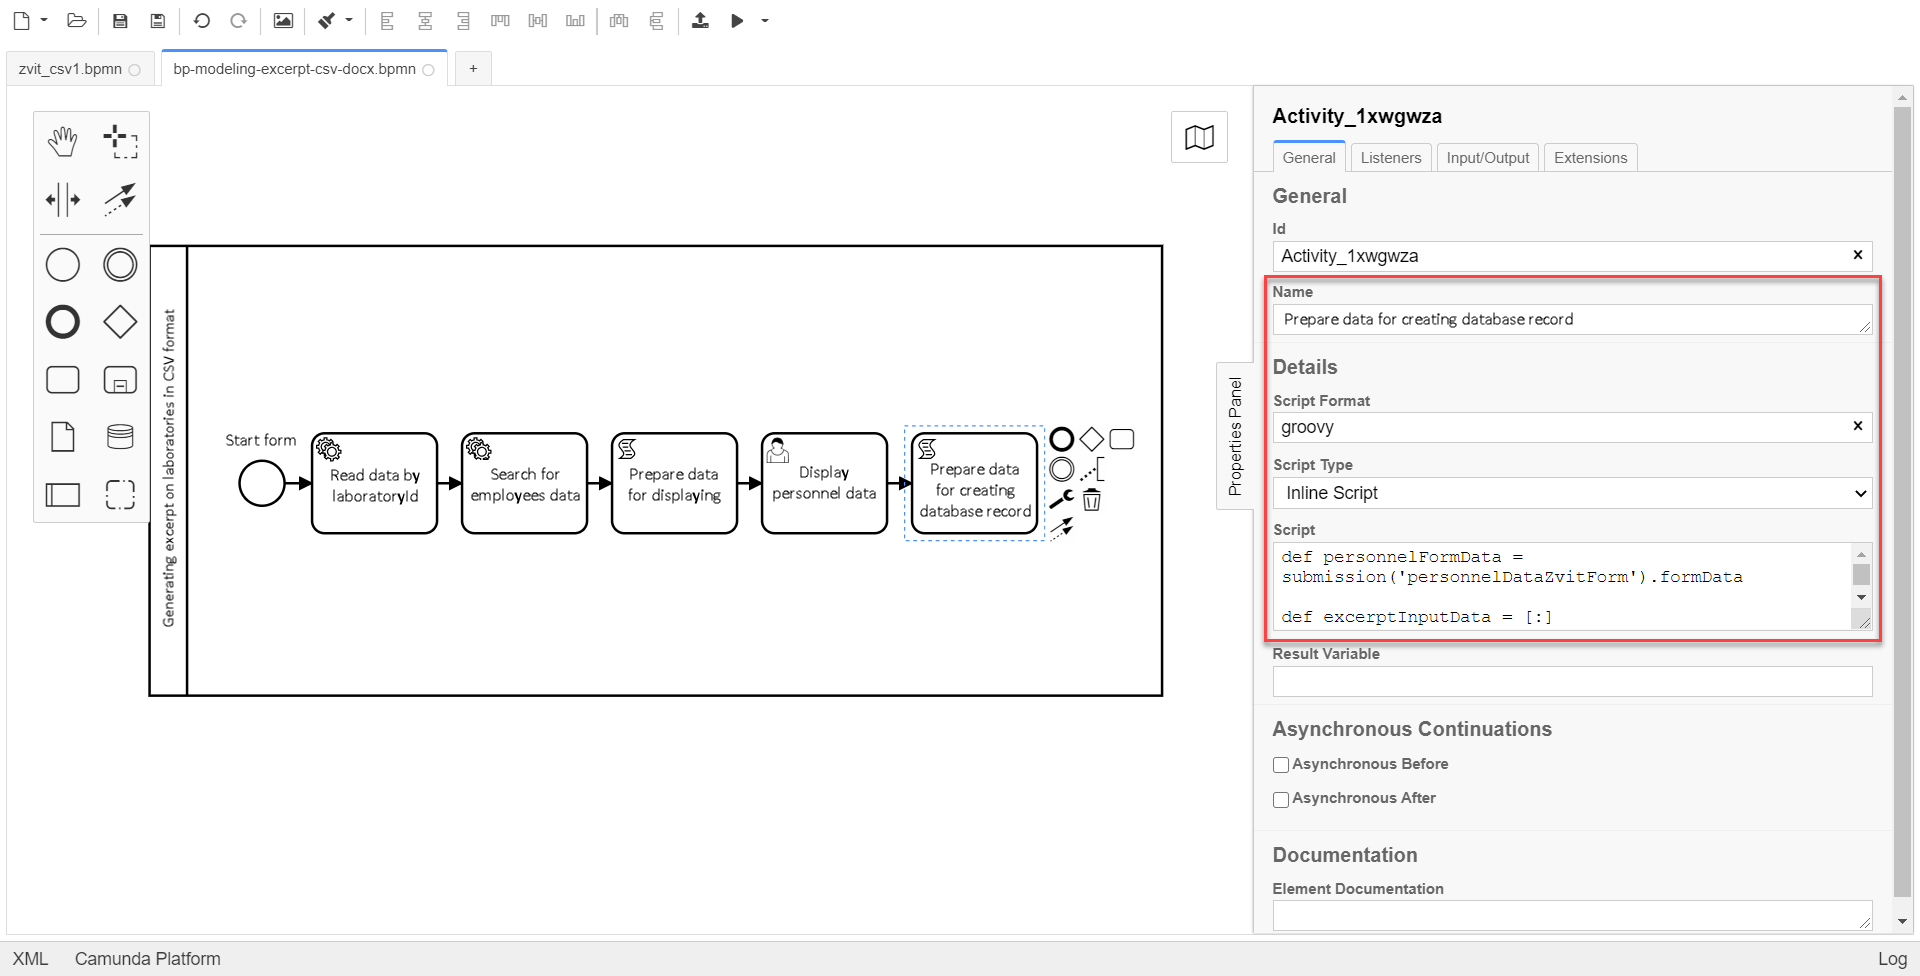 zvit_csv1.bpmn
bp-modeling-excerpt-csv-docx.bpmn
+
Generating excerpt on laboratories in CSV format
Start form
Read data by
laboratoryId
Search for
employees data
Prepare data
for displaying
Display
personnel data
Prepare data
for creating
database record
Properties Panel
Activity_1xwgwza
General
Listeners
Input/Output
Extensions
General
Id
Activity_1xwgwza
Name
Prepare data for creating database record
Details
Script Format
groovy
Script Type
Inline Script
Script
def personnelFormData =
submission('personnelDataZvitForm').formData
def excerptInputData = [:]
Result Variable
Asynchronous Continuations
Asynchronous Before
Asynchronous After
Documentation
Element Documentation
XML
Camunda Platform
Log